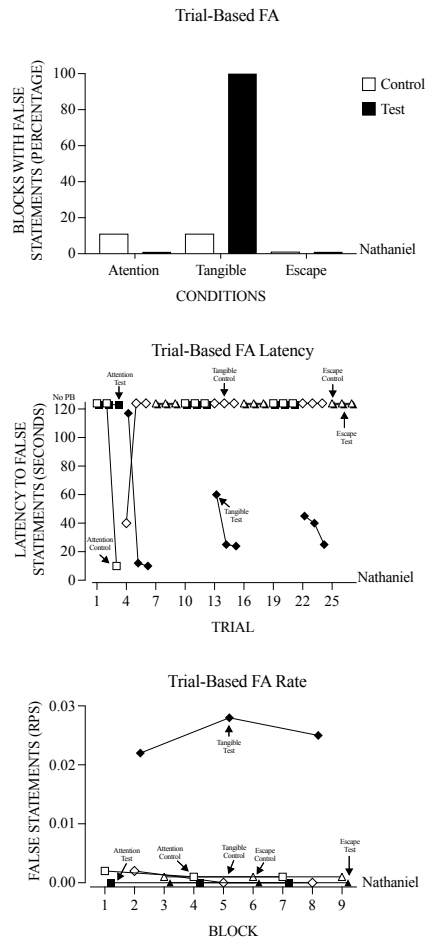 Trial-Based FA
BLOCKS WITH FALSE
STATEMENTS (PERCENTAGE)
100
80
60
40
20
0
Control
Test
Atention
Tangible
Escape
Nathaniel
CONDITIONS
Trial-Based FA Latency
LATENCY TO FALSE
STATEMENTS (SECONDS)
No PB
120
100
80
60
40
20
0
Attention
Test
Tangible
Control
Escape
Control
Escape
Test
Attention
Control
Tangible
Test
1 4 7 10 13 16 19 22 25
Nathaniel
TRIAL
Trial-Based FA Rate
FALSE STATEMENTS (RPS)
0.03
0.02
0.01
0.00
Tangible
Test
Attention
Test
Attention
Control
Tangible
Control
Escape
Control
Escape
Test
1 2 3 4 5 6 7 8 9
Nathaniel
BLOCK